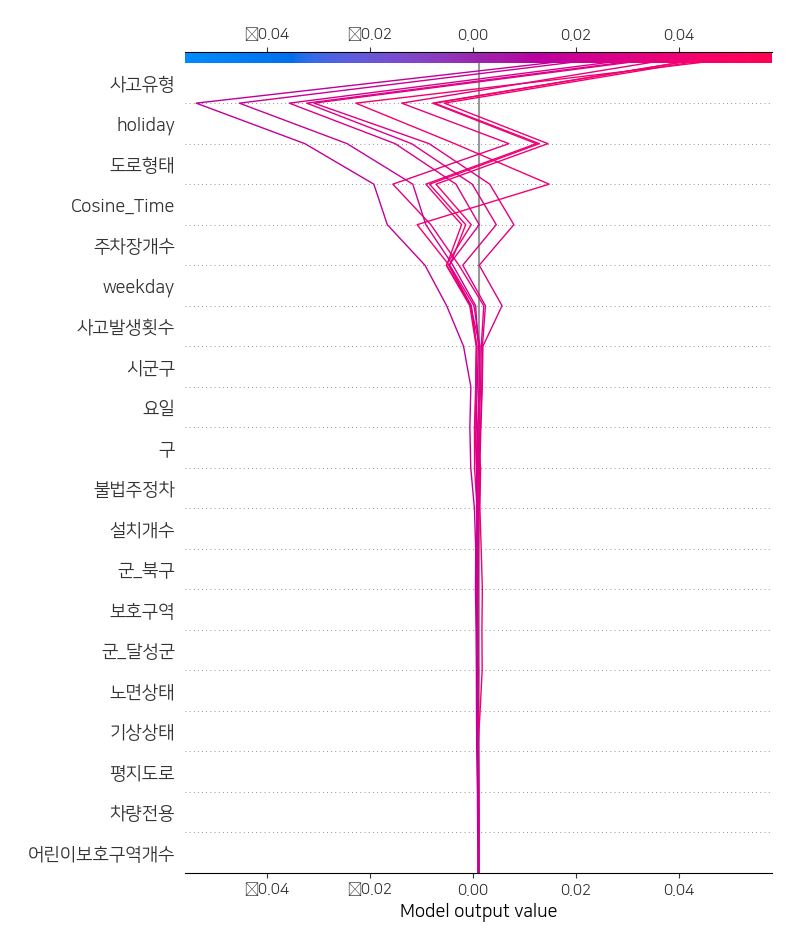 ☒0.04 ☒0.02 0.00 0.02 0.04
사고유형
holiday
도로형태
Cosine_Time
주차장개수
weekday
사고발생횟수
시군구
요일
구
불법주정차
설치개수
군_북구
보호구역
군_달성군
노면상태
기상상태
평지도로
차량전용
어린이보호구역개수
☒0.04 ☒0.02 0.00 0.02 0.04
Model output value